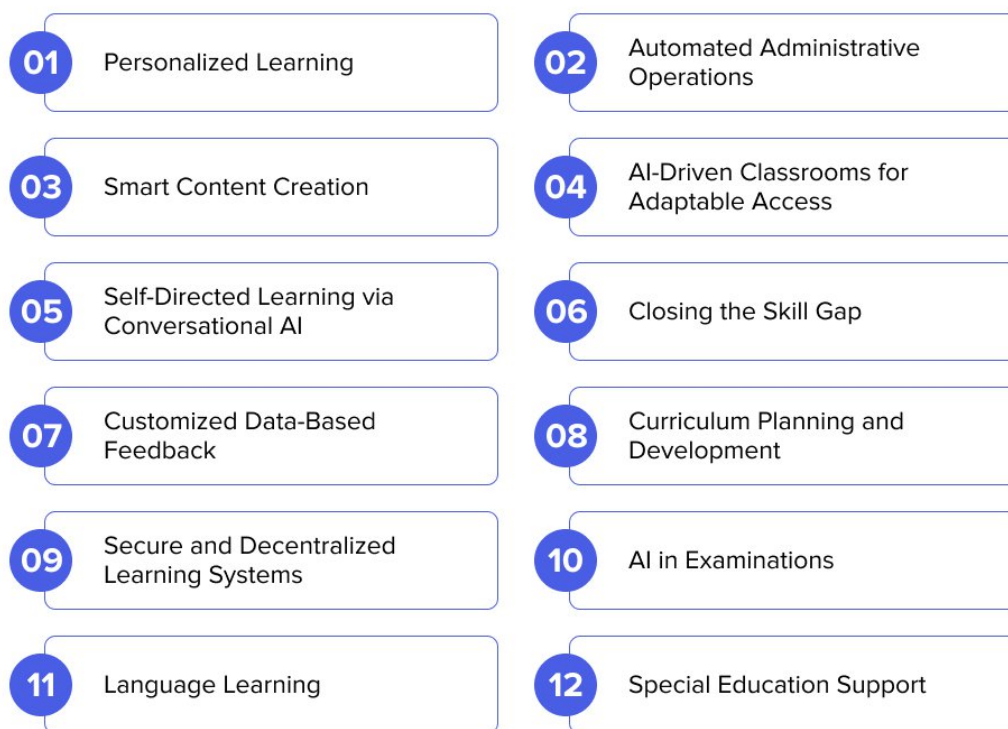 01
Personalized Learning
02
Automated Administrative
Operations
03
Smart Content Creation
04
AI-Driven Classrooms for
Adaptable Access
05
Self-Directed Learning via
Conversational AI
06
Closing the Skill Gap
07
Customized Data-Based
Feedback
08
Curriculum Planning and
Development
09
Secure and Decentralized
Learning Systems
10
AI in Examinations
11
Language Learning
12
Special Education Support